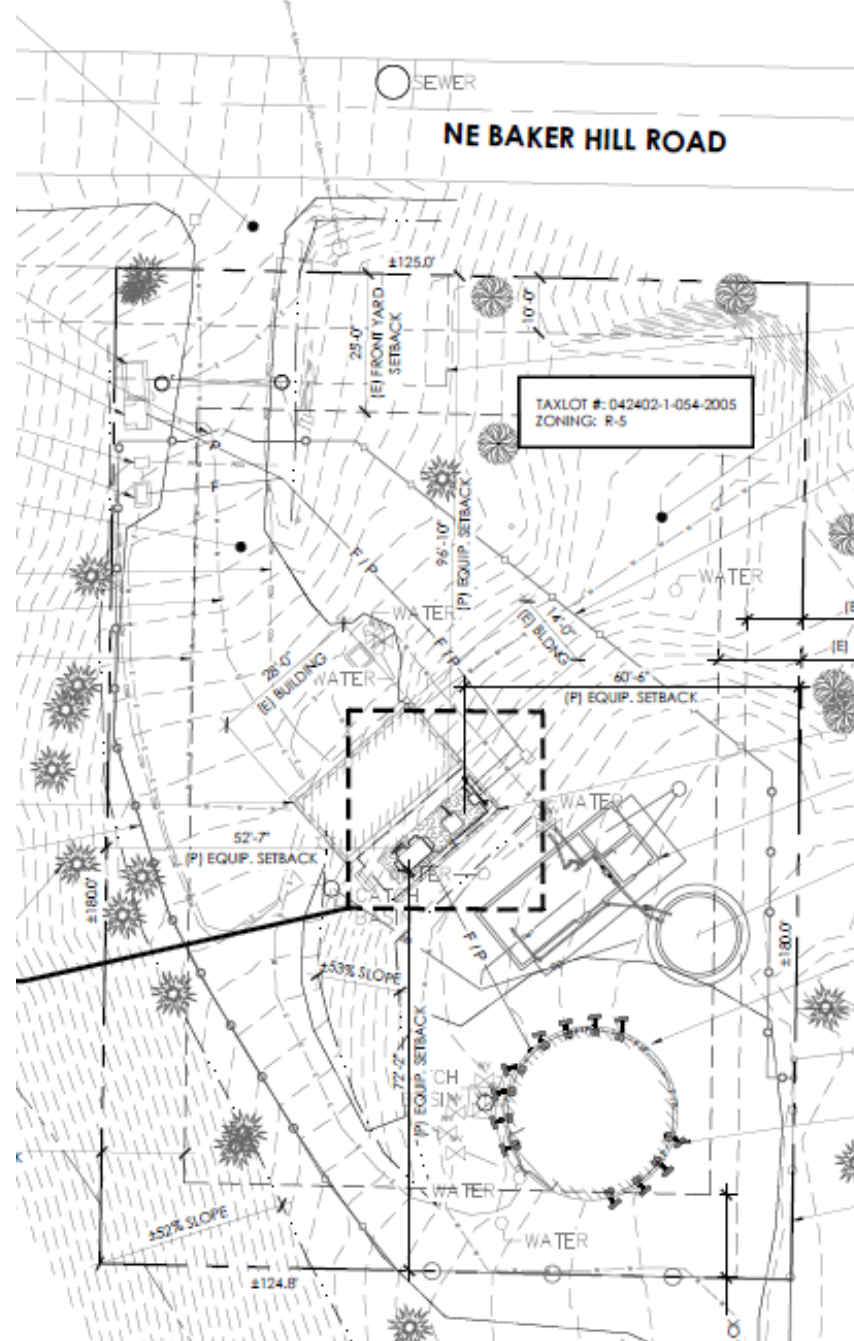 SEWER
NE BAKER HILL ROAD
±125.0'
25'-0"
(E) FRONT YARD
SETBACK
10'-0"
TAXLOT #: 042402-1-054-2005
ZONING: R-5
P
F
96'-10"
(P) EQUIP. SETBACK
F/P
WATER
WATER
14'-0"
(E) BLDNG
F/P
(E)
28'-0"
(E) BUILDING
WATER
60'-6"
(P) EQUIP. SETBACK
WATER
52'-7"
(P) EQUIP. SETBACK
CATCH
±180.0'
F/P
±53% SLOPE
±180.0'
72'-2"
(P) EQUIP. SETBACK
WATER
±52% SLOPE
WATER
±124.8'